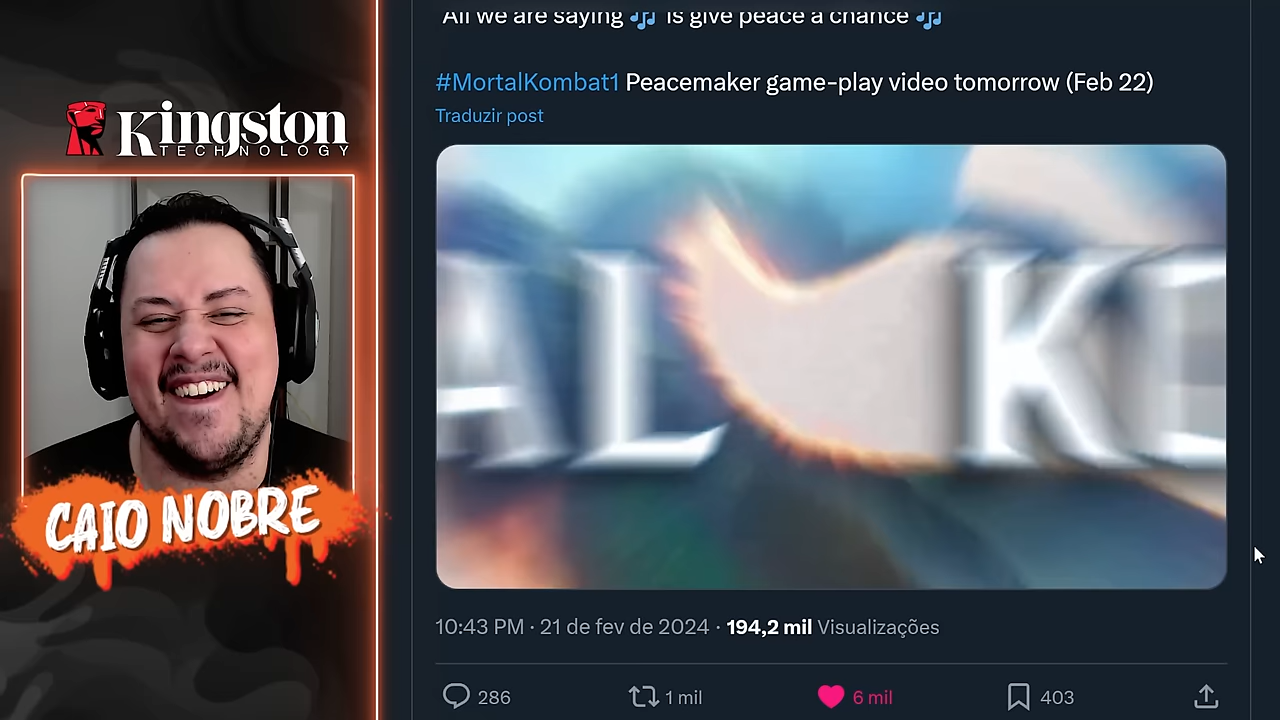 All we are saying 🎶 is give peace a chance 🎶
#MortalKombat1 Peacemaker game-play video tomorrow (Feb 22)
Traduzir post
Kingston
TECHNOLOGY
AL KE
CAIO NOBRE
10:43 PM · 21 de fev de 2024 · 194,2 mil Visualizações
286 1 mil 6 mil 403